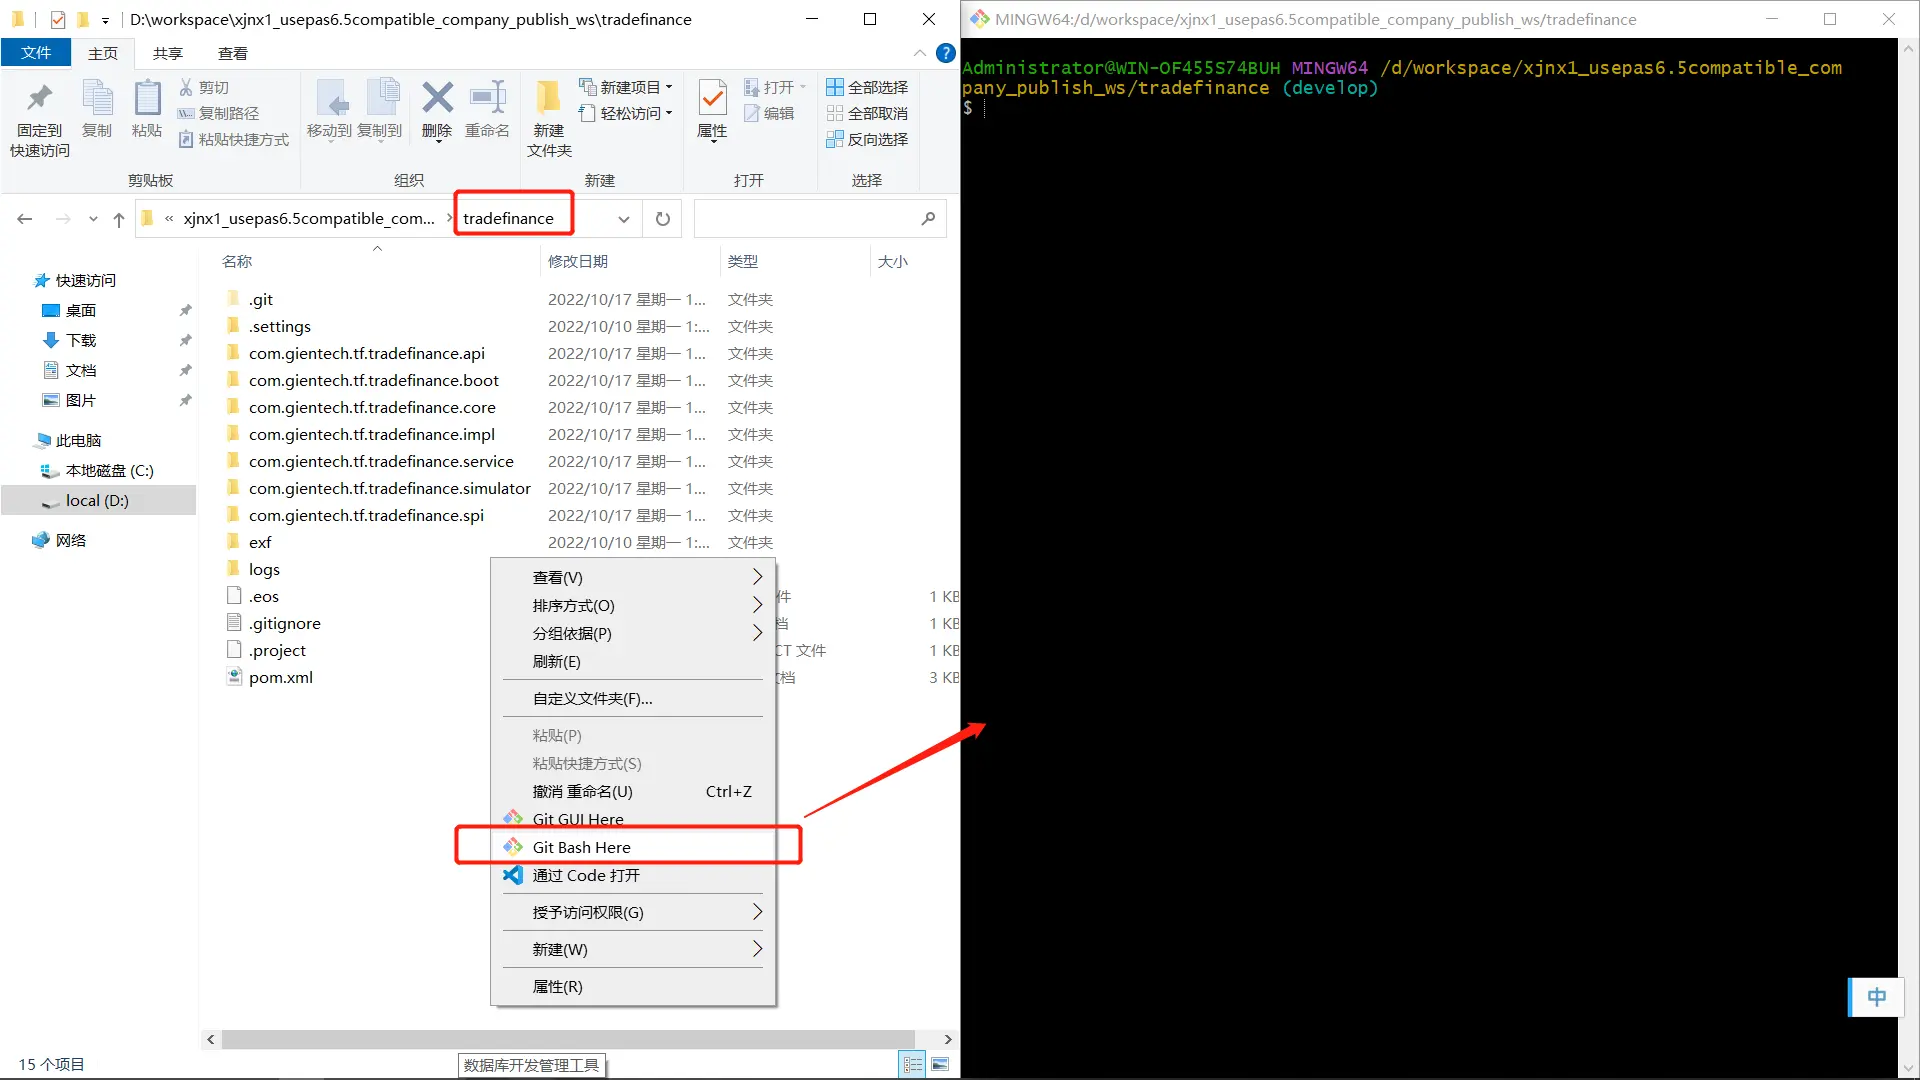 D:\workspace\xjnx1_usepas6.5compatible_company_publish_ws\tradefinance
文件 主页 共享 查看
固定到
快速访问
复制
粘贴
剪切
复制路径
粘贴快捷方式
剪贴板
移动到 复制到
删除 重命名
组织
新建
文件夹
新建项目
轻松访问
新建
属性
打开
编辑
打开
全部选择
全部取消
反向选择
选择
« xjnx1_usepas6.5compatible_com... › tradefinance
名称 修改日期 类型 大小
快速访问
桌面
下载
文档
图片
此电脑
本地磁盘 (C:)
local (D:)
网络
.git 2022/10/17 星期一 1... 文件夹
.settings 2022/10/10 星期一 1:... 文件夹
com.gientech.tf.tradefinance.api 2022/10/17 星期一 1... 文件夹
com.gientech.tf.tradefinance.boot 2022/10/17 星期一 1... 文件夹
com.gientech.tf.tradefinance.core 2022/10/17 星期一 1... 文件夹
com.gientech.tf.tradefinance.impl 2022/10/17 星期一 1... 文件夹
com.gientech.tf.tradefinance.service 2022/10/17 星期一 1... 文件夹
com.gientech.tf.tradefinance.simulator 2022/10/17 星期一 1... 文件夹
com.gientech.tf.tradefinance.spi 2022/10/17 星期一 1... 文件夹
exf 2022/10/10 星期一 1:... 文件夹
logs
.eos 件 1 KB
.gitignore 档 1 KB
.project CT 文件 1 KB
pom.xml 文档 3 KB
查看(V)
排序方式(O)
分组依据(P)
刷新(E)
自定义文件夹(F)...
粘贴(P)
粘贴快捷方式(S)
撤消 重命名(U) Ctrl+Z
Git GUI Here
Git Bash Here
通过 Code 打开
授予访问权限(G)
新建(W)
属性(R)
15 个项目
数据库开发管理工具
MINGW64:/d/workspace/xjnx1_usepas6.5compatible_company_publish_ws/tradefinance
Administrator@WIN-OF455S74BUH MINGW64 /d/workspace/xjnx1_usepas6.5compatible_com
pany_publish_ws/tradefinance (develop)
$
中